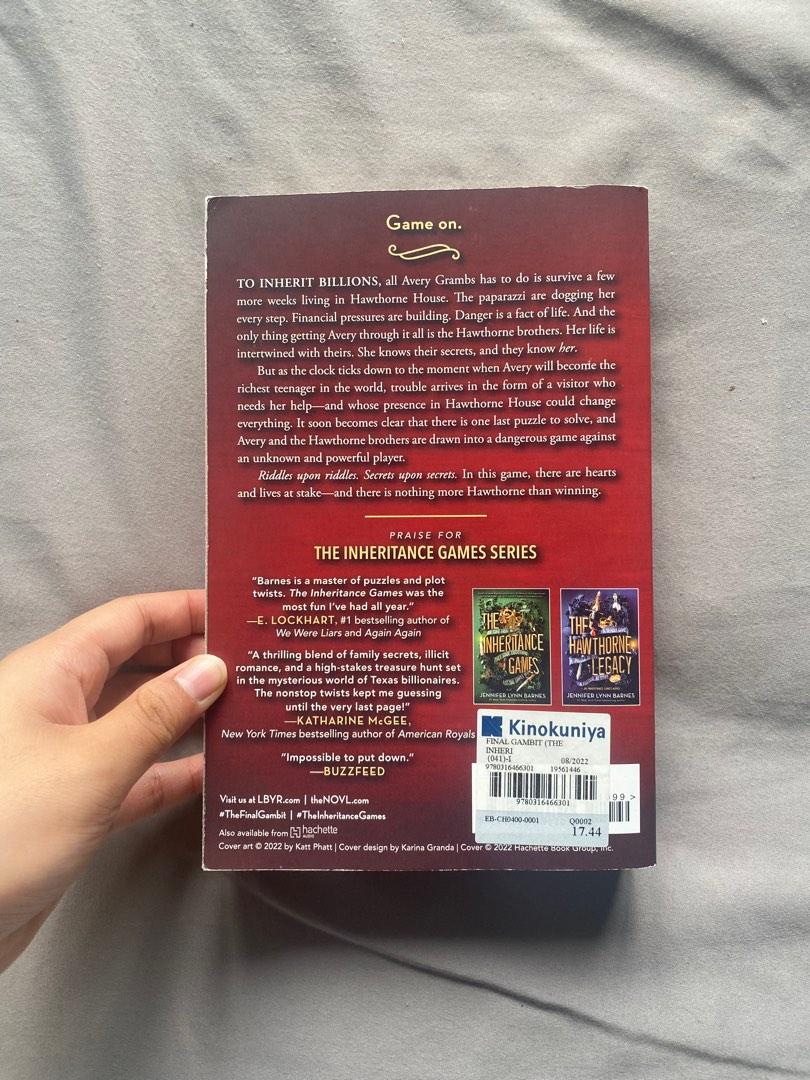 Game on.
TO INHERIT BILLIONS, all Avery Grambs has to do is survive a few
more weeks living in Hawthorne House. The paparazzi are dogging her
every step. Financial pressures are building. Danger is a fact of life. And the
only thing getting Avery through it all is the Hawthorne brothers. Her life is
intertwined with theirs. She knows their secrets, and they know her.
But as the clock ticks down to the moment when Avery will become the
richest teenager in the world, trouble arrives in the form of a visitor who
needs her help—and whose presence in Hawthorne House could change
everything. It soon becomes clear that there is one last puzzle to solve, and
Avery and the Hawthorne brothers are drawn into a dangerous game against
an unknown and powerful player.
Riddles upon riddles. Secrets upon secrets. In this game, there are hearts
and lives at stake—and there is nothing more Hawthorne than winning.
PRAISE FOR
THE INHERITANCE GAMES SERIES
"Barnes is a master of puzzles and plot
twists. The Inheritance Games was the
most fun I've had all year."
—E. LOCKHART, #1 bestselling author of
We Were Liars and Again Again
"A thrilling blend of family secrets, illicit
romance, and a high-stakes treasure hunt set
in the mysterious world of Texas billionaires.
The nonstop twists kept me guessing
until the very last page!"
—KATHARINE McGEE,
New York Times bestselling author of American Royals
"Impossible to put down."
—BUZZFEED
Visit us at LBYR.com | theNOVL.com
#TheFinalGambit | #TheInheritanceGames
Also available from hachette
AUDIO
Cover art © 2022 by Katt Phatt | Cover design by Karina Granda | Cover © 2022 Hachette Book Group, Inc.
THE
INHERITANCE
GAMES
JENNIFER LYNN BARNES
THE
HAWTHORNE
LEGACY
JENNIFER LYNN BARNES
Kinokuniya
FINAL GAMBIT (THE
INHERI
(041)-I 08/2022
9780316466301 19561446
9780316466301
EB-CH0400-0001 Q0002
17.44
99 >